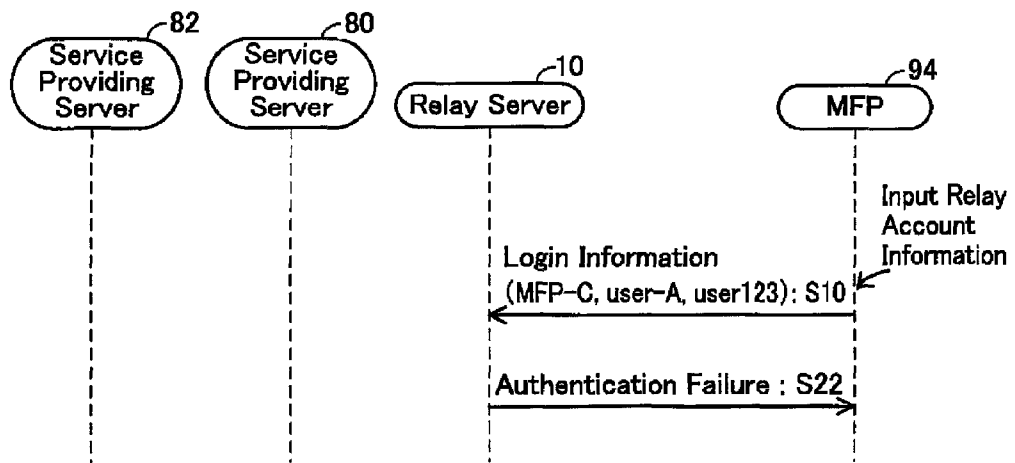 82
Service
Providing
Server
80
Service
Providing
Server
10
Relay Server
94
MFP
Input Relay
Account
Information
Login Information
(MFP-C, user-A, user123): S10
Authentication Failure : S22